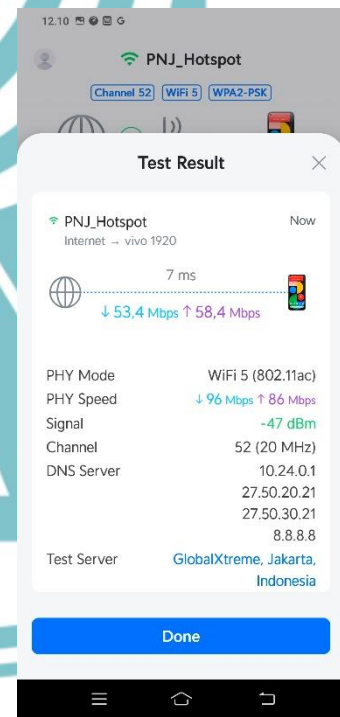 12.10
PNJ_Hotspot
Channel 52 WiFi 5 WPA2-PSK
Test Result
PNJ_Hotspot Now
Internet → vivo 1920
7 ms
↓ 53,4 Mbps ↑ 58,4 Mbps
PHY Mode WiFi 5 (802.11ac)
PHY Speed ↓ 96 Mbps ↑ 86 Mbps
Signal -47 dBm
Channel 52 (20 MHz)
DNS Server 10.24.0.1
27.50.20.21
27.50.30.21
8.8.8.8
Test Server GlobalXtreme, Jakarta,
Indonesia
Done